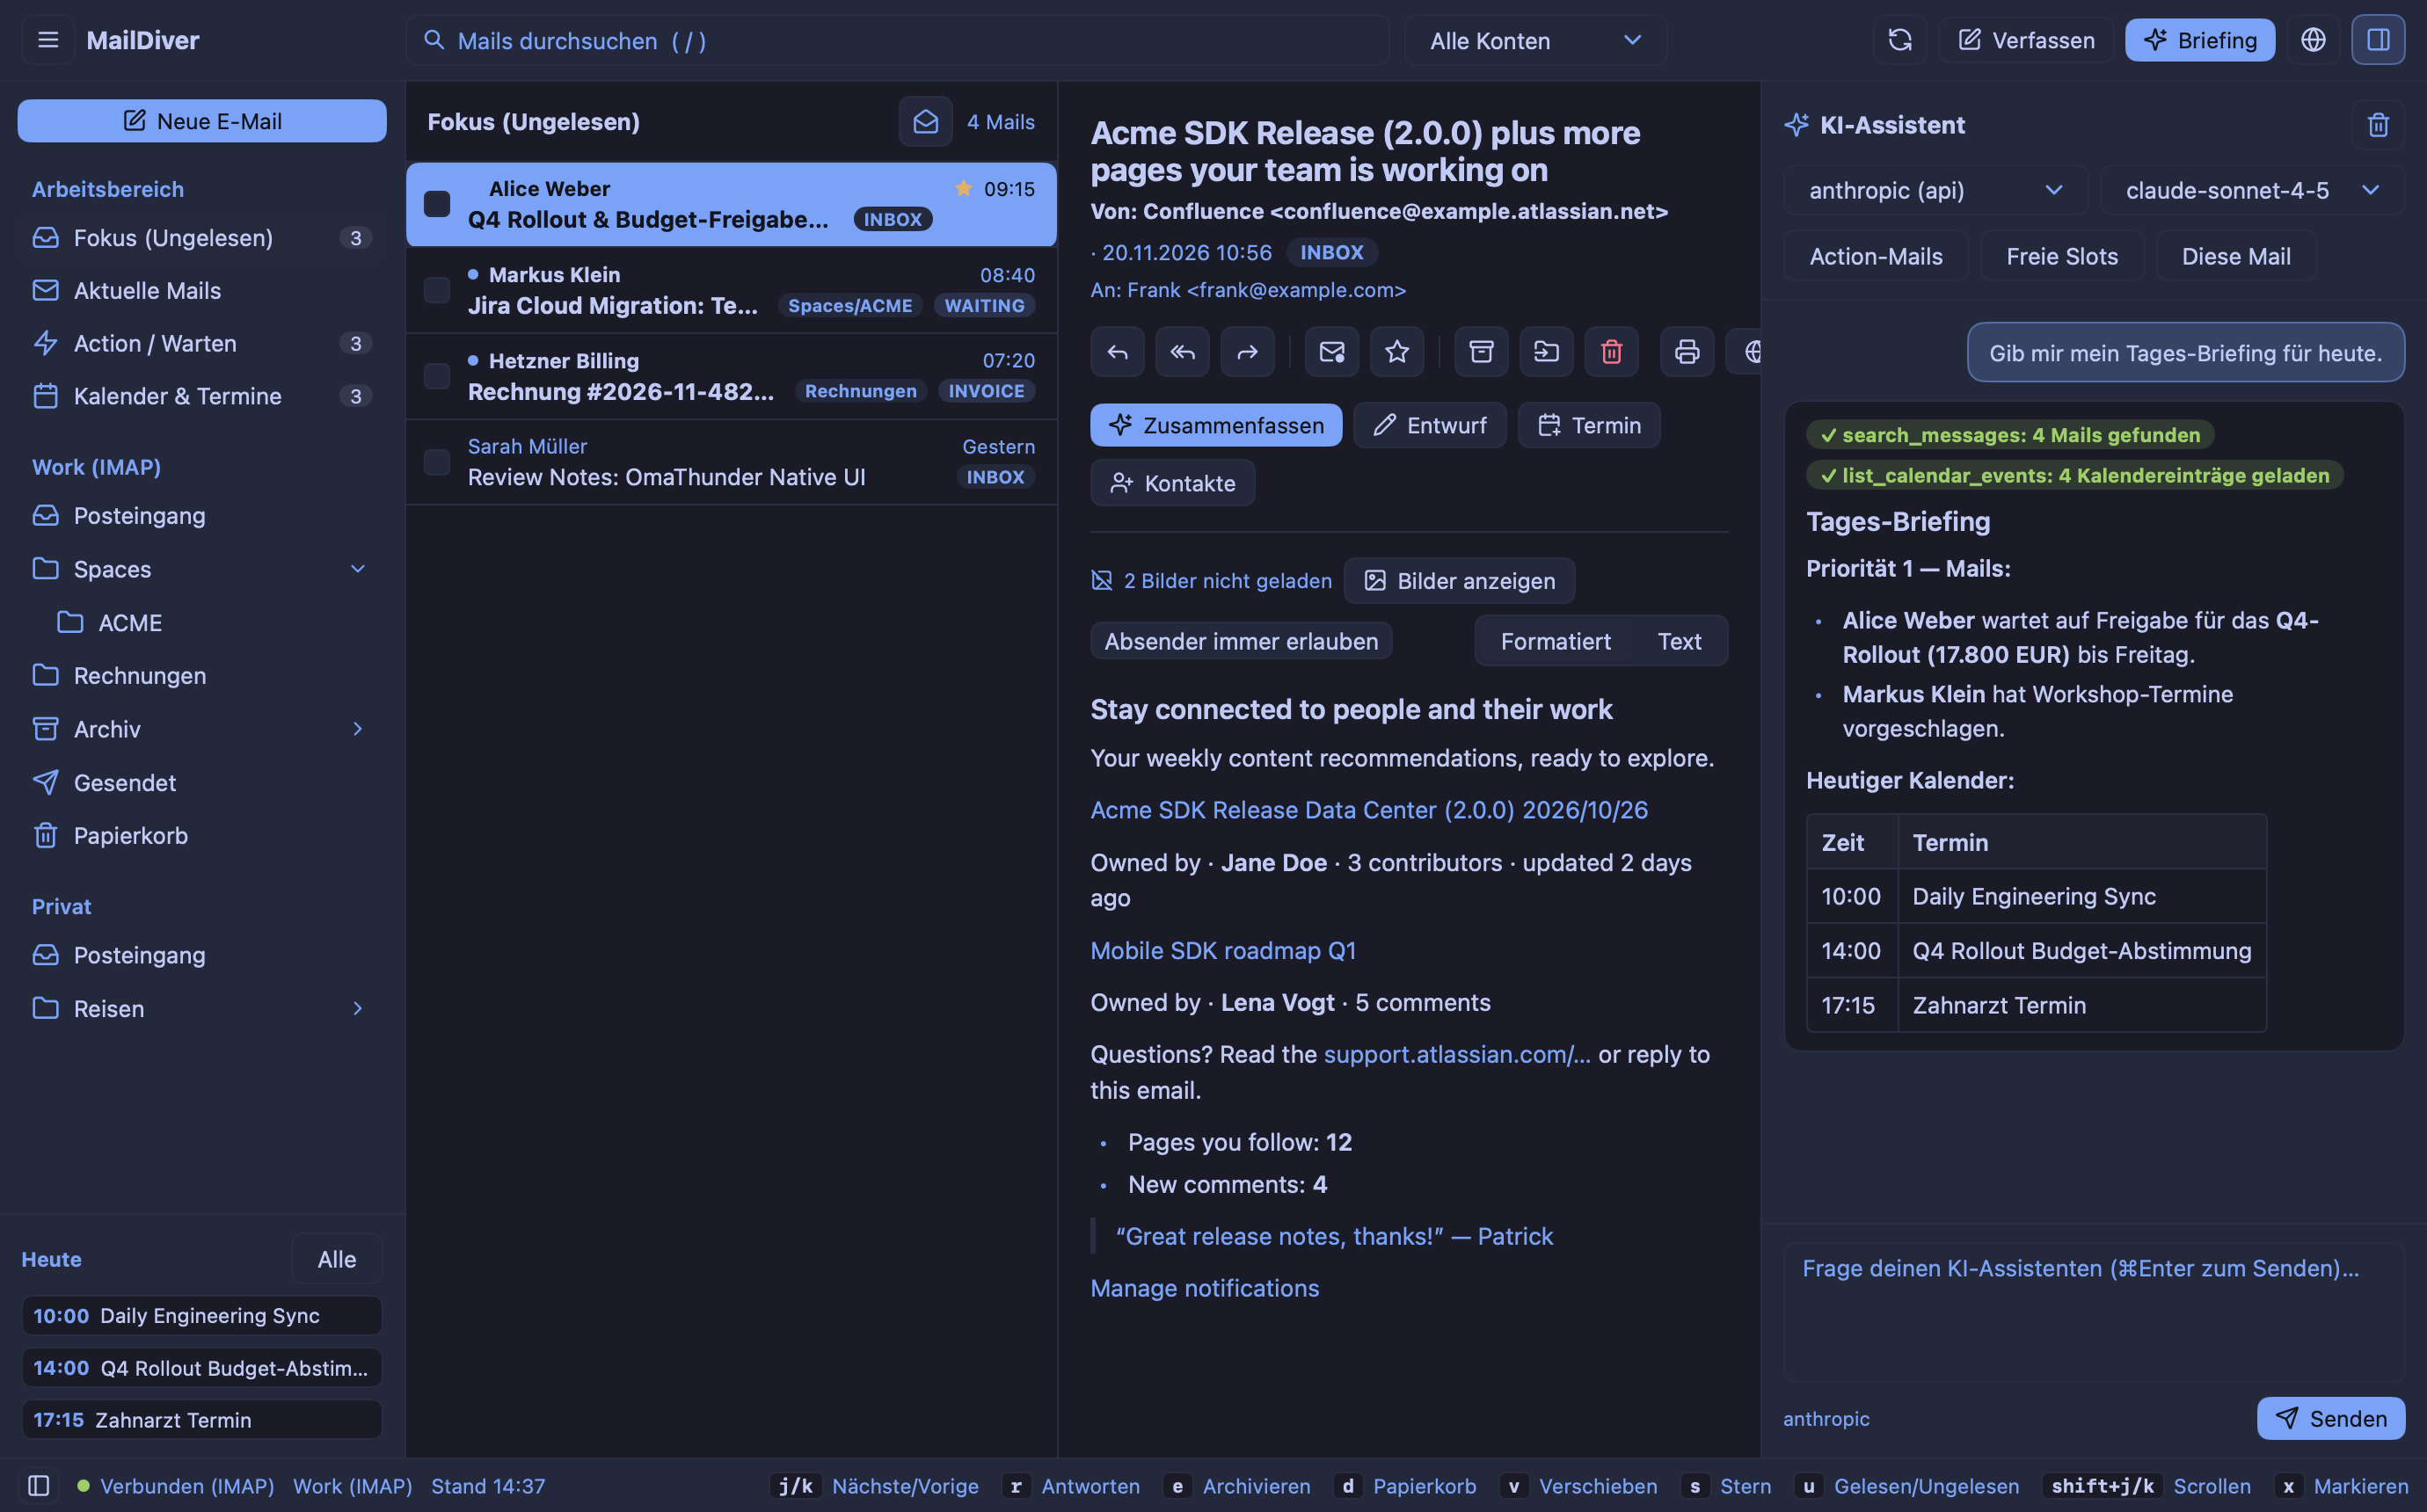 MailDiver
Mails durchsuchen ( / )
Alle Konten
Verfassen
Briefing
Neue E-Mail
Arbeitsbereich
Fokus (Ungelesen) 3
Aktuelle Mails
Action / Warten 3
Kalender & Termine 3
Work (IMAP)
Posteingang
Spaces
ACME
Rechnungen
Archiv
Gesendet
Papierkorb
Privat
Posteingang
Reisen
Heute Alle
10:00 Daily Engineering Sync
14:00 Q4 Rollout Budget-Abstim...
17:15 Zahnarzt Termin
Fokus (Ungelesen) 4 Mails
Alice Weber 09:15
Q4 Rollout & Budget-Freigabe... INBOX
Markus Klein 08:40
Jira Cloud Migration: Te... Spaces/ACME WAITING
Hetzner Billing 07:20
Rechnung #2026-11-482... Rechnungen INVOICE
Sarah Müller Gestern
Review Notes: OmaThunder Native UI INBOX
Acme SDK Release (2.0.0) plus more
pages your team is working on
Von: Confluence <confluence@example.atlassian.net>
· 20.11.2026 10:56 INBOX
An: Frank <frank@example.com>
Zusammenfassen Entwurf Termin
Kontakte
2 Bilder nicht geladen Bilder anzeigen
Absender immer erlauben Formatiert Text
Stay connected to people and their work
Your weekly content recommendations, ready to explore.
Acme SDK Release Data Center (2.0.0) 2026/10/26
Owned by · Jane Doe · 3 contributors · updated 2 days
ago
Mobile SDK roadmap Q1
Owned by · Lena Vogt · 5 comments
Questions? Read the support.atlassian.com/... or reply to
this email.
• Pages you follow: 12
• New comments: 4
“Great release notes, thanks!” — Patrick
Manage notifications
KI-Assistent
anthropic (api) claude-sonnet-4-5
Action-Mails Freie Slots Diese Mail
Gib mir mein Tages-Briefing für heute.
✓ search_messages: 4 Mails gefunden
✓ list_calendar_events: 4 Kalendereinträge geladen
Tages-Briefing
Priorität 1 — Mails:
• Alice Weber wartet auf Freigabe für das Q4-
Rollout (17.800 EUR) bis Freitag.
• Markus Klein hat Workshop-Termine
vorgeschlagen.
Heutiger Kalender:
Zeit Termin
10:00 Daily Engineering Sync
14:00 Q4 Rollout Budget-Abstimmung
17:15 Zahnarzt Termin
Frage deinen KI-Assistenten (⌘Enter zum Senden)...
anthropic Senden
Verbunden (IMAP) Work (IMAP) Stand 14:37 j/k Nächste/Vorige r Antworten e Archivieren d Papierkorb v Verschieben s Stern u Gelesen/Ungelesen shift+j/k Scrollen x Markieren